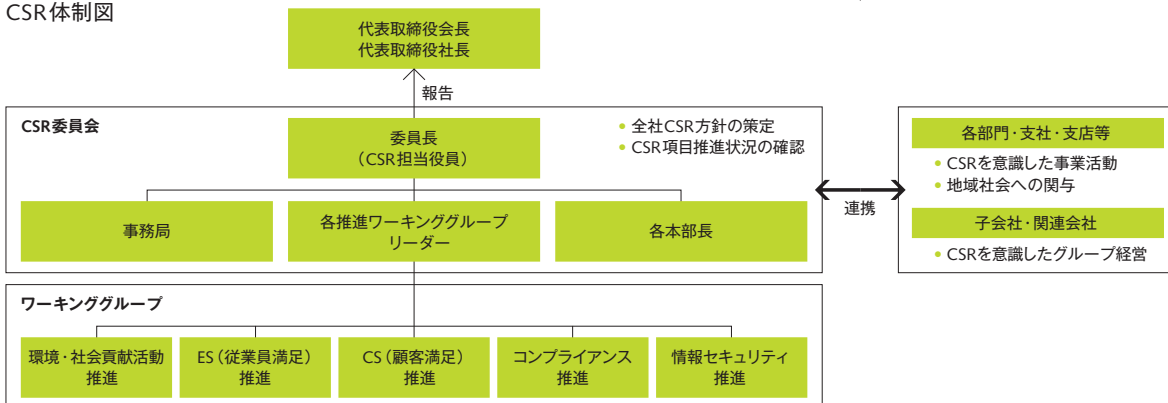 CSR体制図
代表取締役会長
代表取締役社長
報告
CSR委員会
委員長
（CSR担当役員）
• 全社CSR方針の策定
• CSR項目推進状況の確認
事務局
各推進ワーキンググループ
リーダー
各本部長
連携
各部門・支社・支店等
• CSRを意識した事業活動
• 地域社会への関与
子会社・関連会社
• CSRを意識したグループ経営
ワーキンググループ
環境・社会貢献活動
推進
ES（従業員満足）
推進
CS（顧客満足）
推進
コンプライアンス
推進
情報セキュリティ
推進